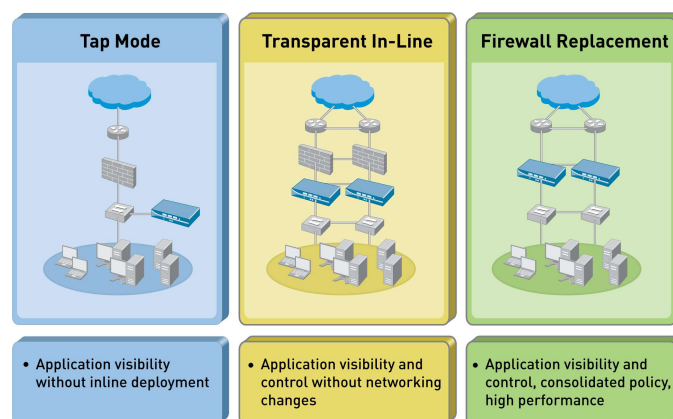 Tap Mode
Transparent In-Line
Firewall Replacement
• Application visibility
without inline deployment
• Application visibility and
control without networking
changes
• Application visibility and
control, consolidated policy,
high performance